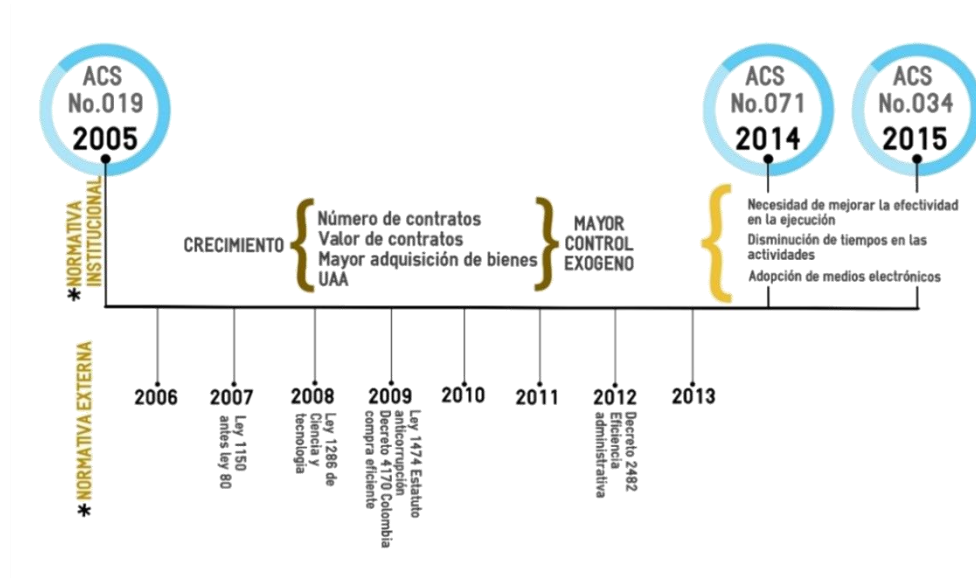 ACS
No.019
2005
ACS
No.071
2014
ACS
No.034
2015
*NORMATIVA
INSTITUCIONAL
CRECIMIENTO
Número de contratos
Valor de contratos
Mayor adquisición de bienes
UAA
MAYOR
CONTROL
EXOGENO
Necesidad de mejorar la efectividad
en la ejecución
Disminución de tiempos en las
actividades
Adopción de medios electrónicos
* NORMATIVA EXTERNA
2006
2007
Ley 1150
antes ley 80
2008
Ley 1286 de
Ciencia y
tecnologia
2009
Ley 1474 Estatuto
anticorrupción
Decreto 4170 Colombia
compra eficiente
2010
2011
2012
Decreto 2482
Eficiencia
administrativa
2013